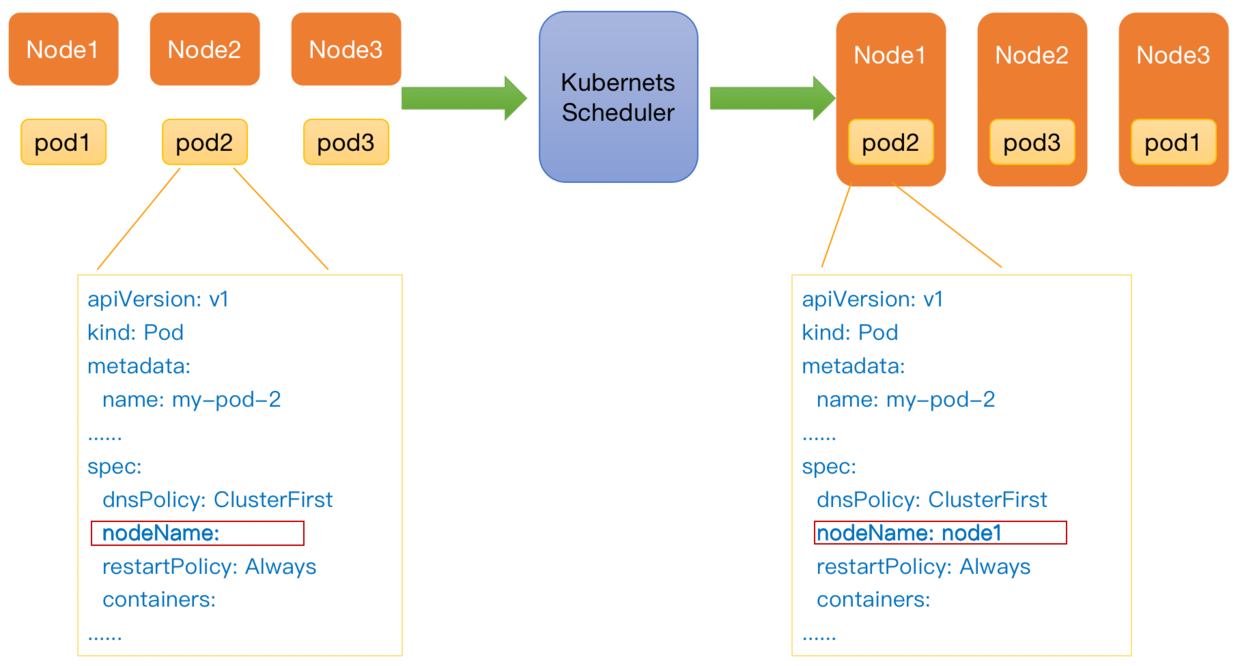 Node1 Node2 Node3
pod1 pod2 pod3
Kubernets
Scheduler
Node1 Node2 Node3
pod2 pod3 pod1
apiVersion: v1
kind: Pod
metadata:
name: my-pod-2
......
spec:
dnsPolicy: ClusterFirst
nodeName:
restartPolicy: Always
containers:
......
apiVersion: v1
kind: Pod
metadata:
name: my-pod-2
......
spec:
dnsPolicy: ClusterFirst
nodeName: node1
restartPolicy: Always
containers:
......